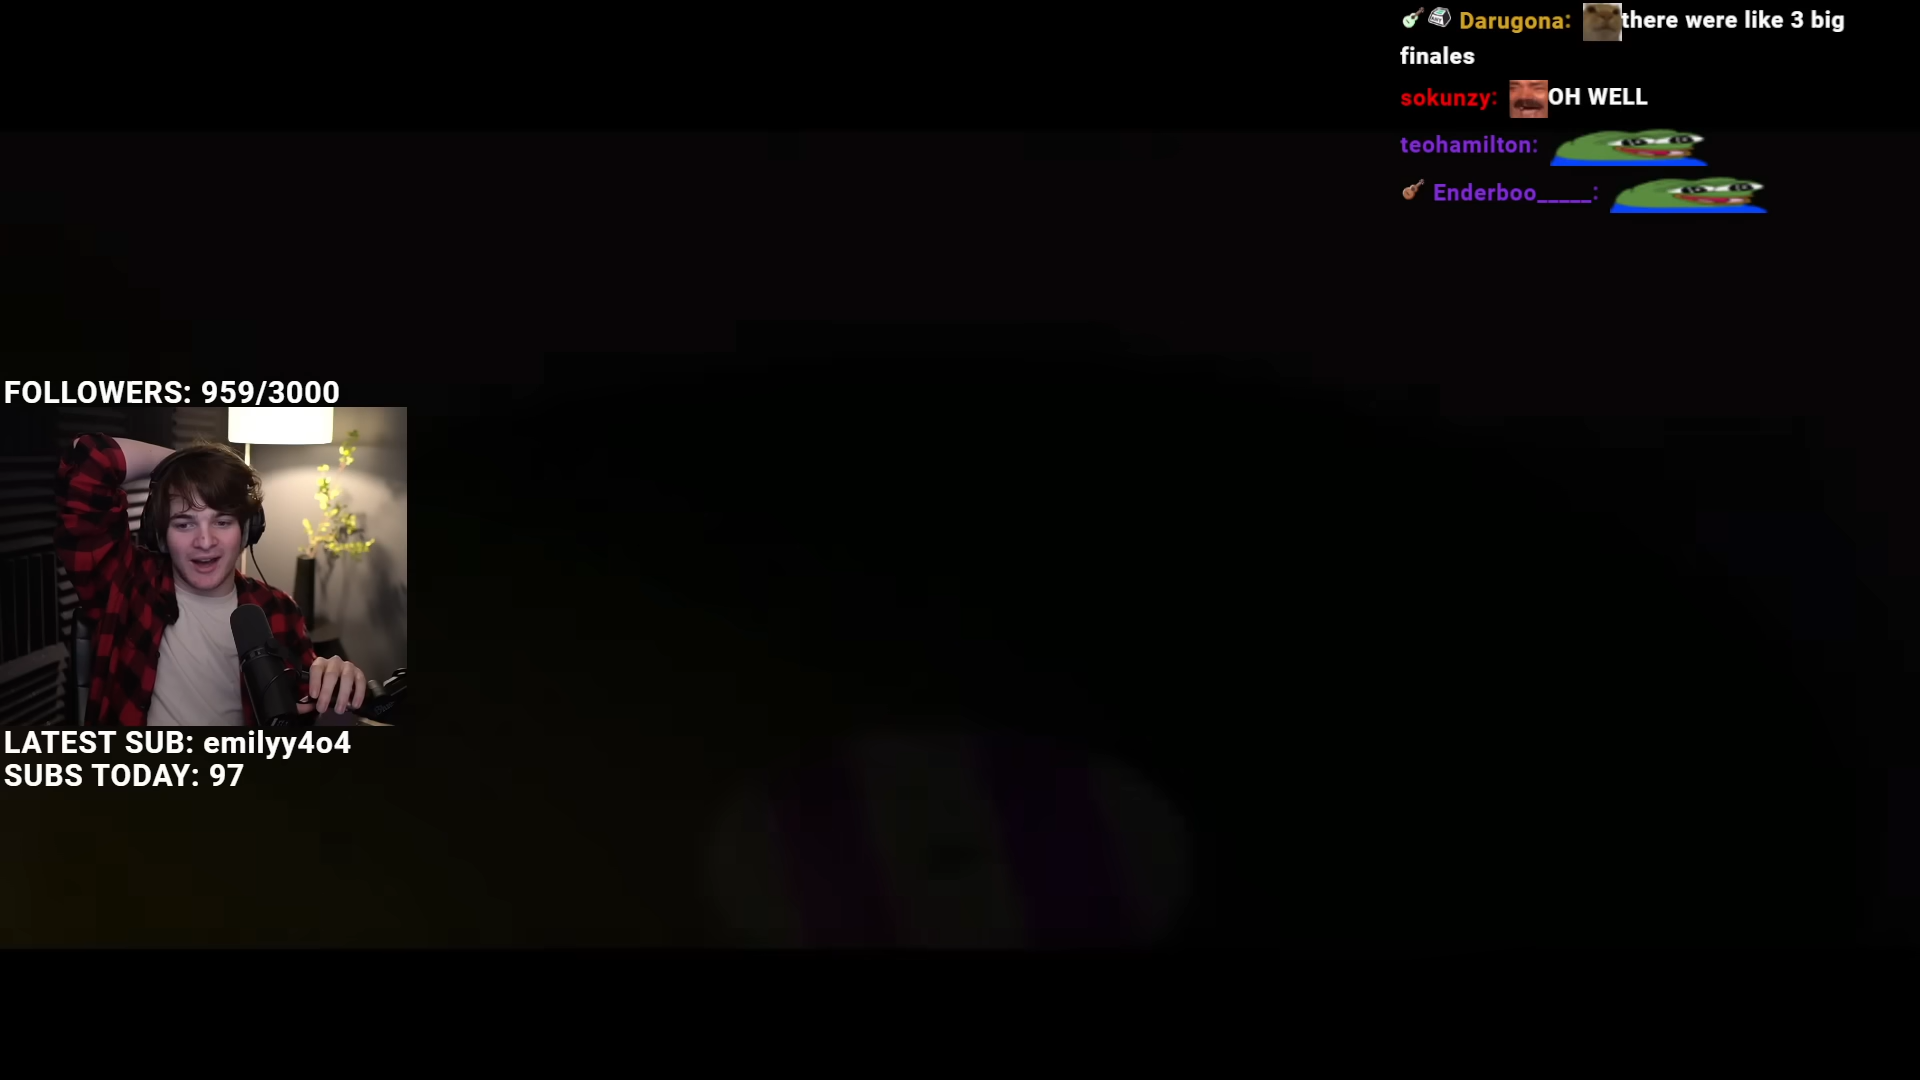 Darugona: there were like 3 big
finales
sokunzy: OH WELL
teohamilton:
Enderboo_____:
FOLLOWERS: 959/3000
LATEST SUB: emilyy4o4
SUBS TODAY: 97